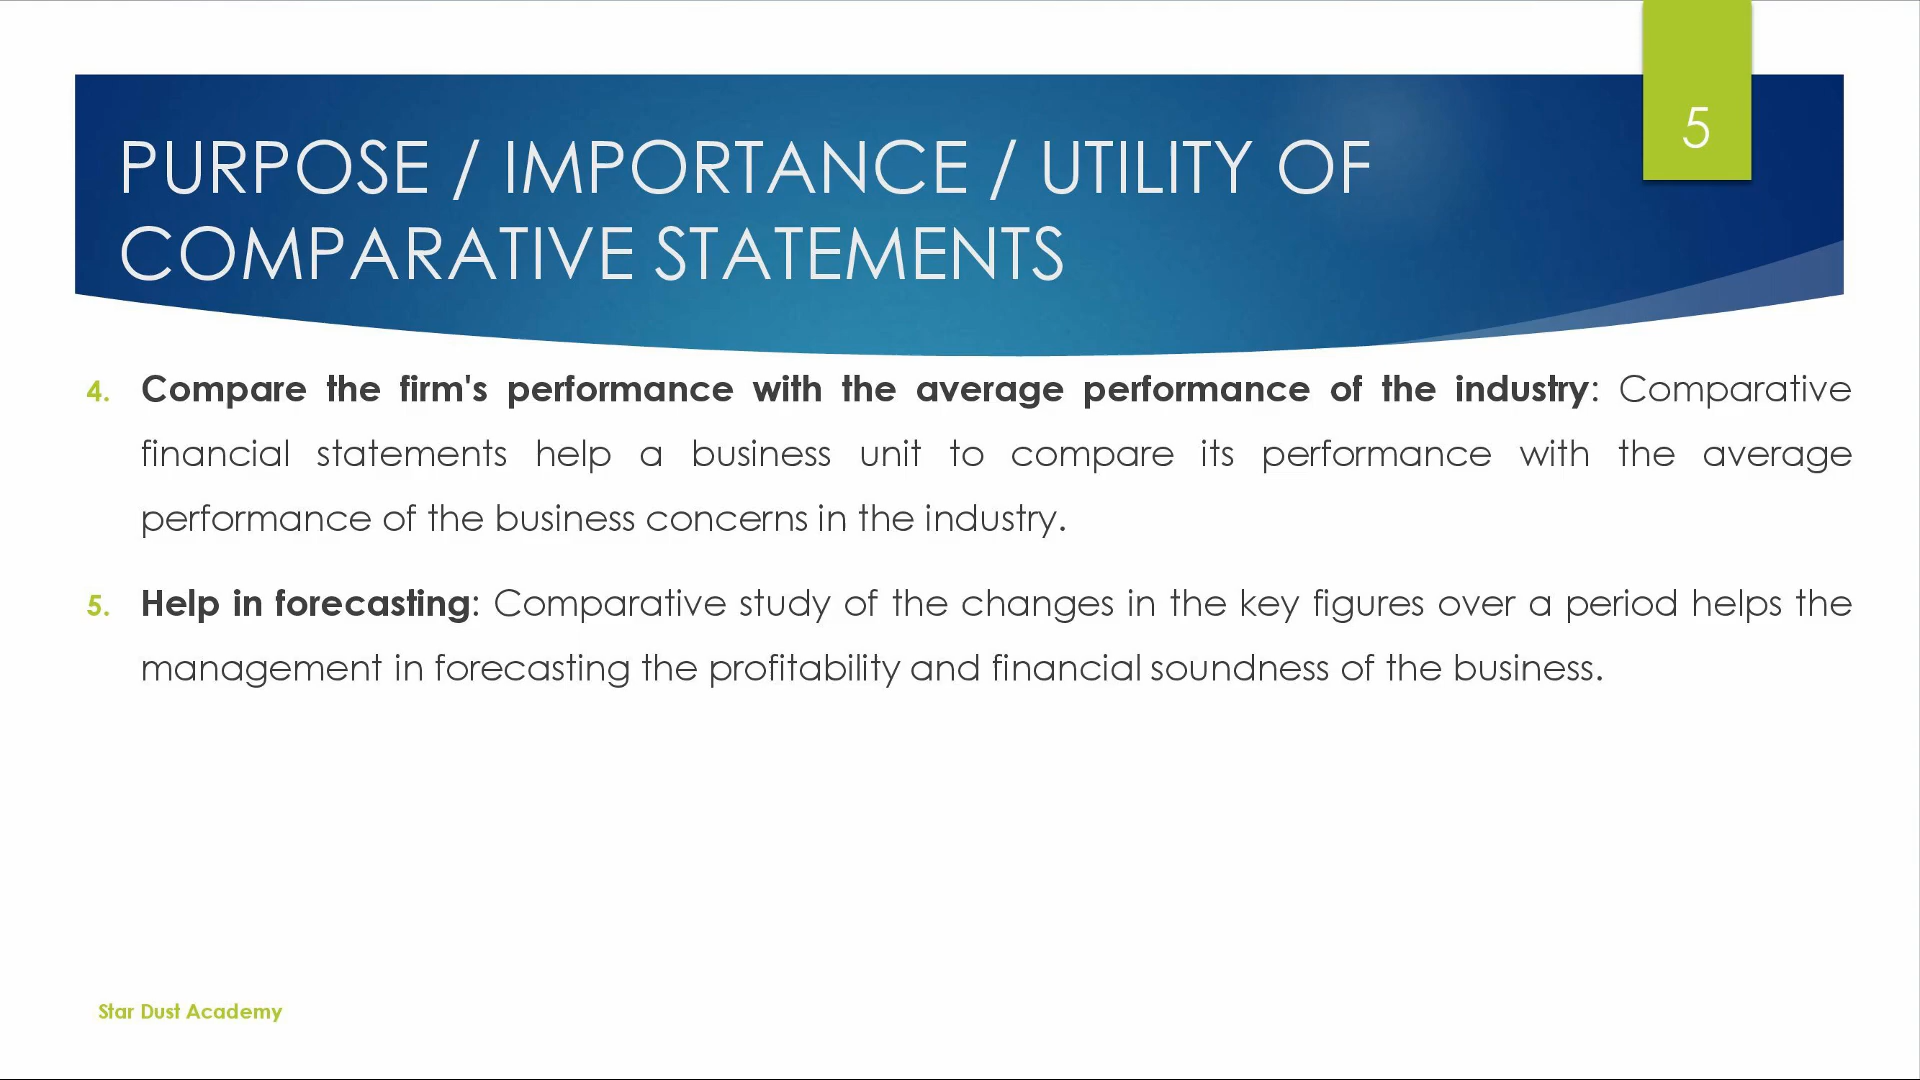 5
PURPOSE / IMPORTANCE / UTILITY OF
COMPARATIVE STATEMENTS
4. Compare the firm's performance with the average performance of the industry: Comparative
financial statements help a business unit to compare its performance with the average
performance of the business concerns in the industry.
5. Help in forecasting: Comparative study of the changes in the key figures over a period helps the
management in forecasting the profitability and financial soundness of the business.
Star Dust Academy